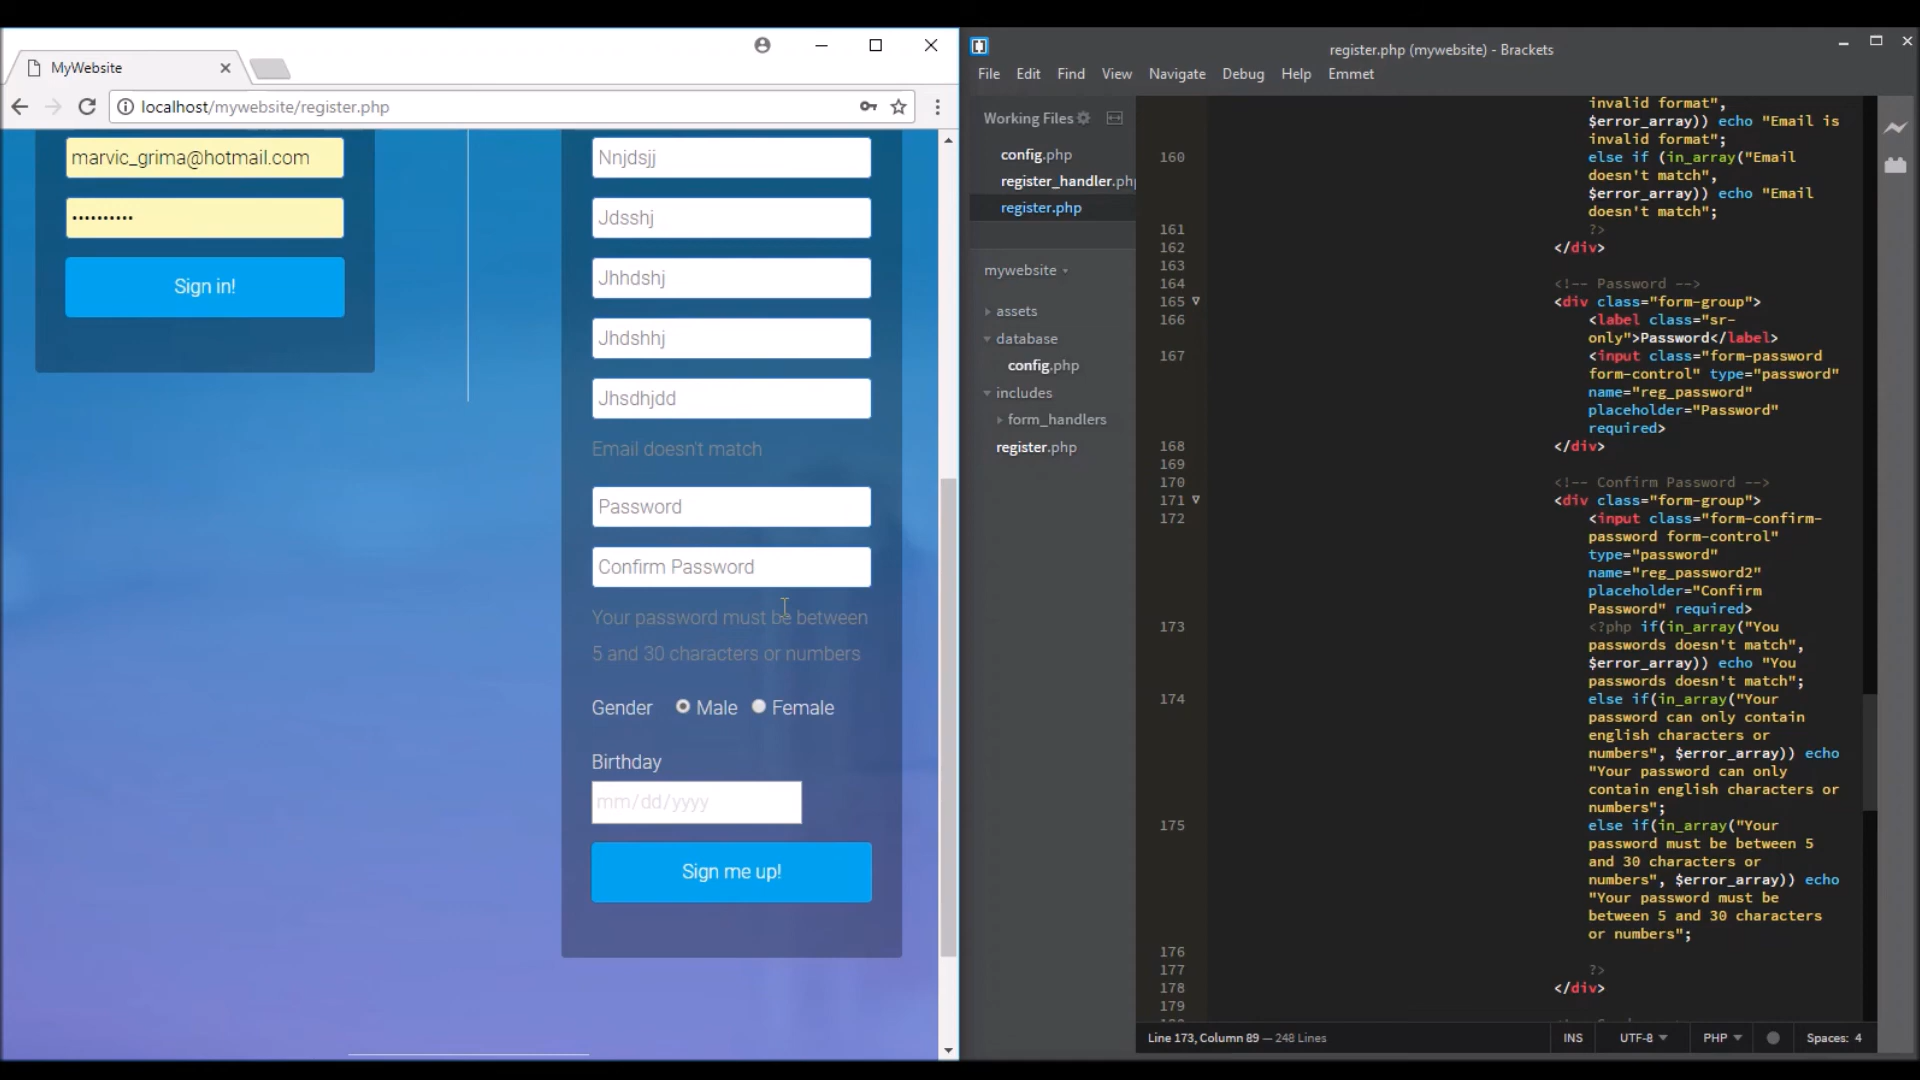 MyWebsite
localhost/mywebsite/register.php
marvic_grima@hotmail.com
••••••••••
Sign in!
Nnjdsjj
Jdsshj
Jhhdshj
Jhdshhj
Jhsdhjdd
Email doesn't match
Password
Confirm Password
Your password must be between
5 and 30 characters or numbers
Gender Male Female
Birthday
mm/dd/yyyy
Sign me up!
register.php (mywebsite) - Brackets
File Edit Find View Navigate Debug Help Emmet
Working Files
config.php
register_handler.php
register.php
mywebsite
assets
database
config.php
includes
form_handlers
register.php
invalid format",
$error_array)) echo "Email is
invalid format";
160 else if (in_array("Email
doesn't match",
$error_array)) echo "Email
doesn't match";
161 ?>
162 </div>
163
164 <!-- Password -->
165 <div class="form-group">
166 <label class="sr-
only">Password</label>
167 <input class="form-password
form-control" type="password"
name="reg_password"
placeholder="Password"
required>
168 </div>
169
170 <!-- Confirm Password -->
171 <div class="form-group">
172 <input class="form-confirm-
password form-control"
type="password"
name="reg_password2"
placeholder="Confirm
Password" required>
173 <?php if(in_array("You
passwords doesn't match",
$error_array)) echo "You
passwords doesn't match";
174 else if(in_array("Your
password can only contain
english characters or
numbers", $error_array)) echo
"Your password can only
contain english characters or
numbers";
175 else if(in_array("Your
password must be between 5
and 30 characters or
numbers", $error_array)) echo
"Your password must be
between 5 and 30 characters
or numbers";
176
177 ?>
178 </div>
179
Line 173, Column 89 — 248 Lines
INS UTF-8 PHP Spaces: 4